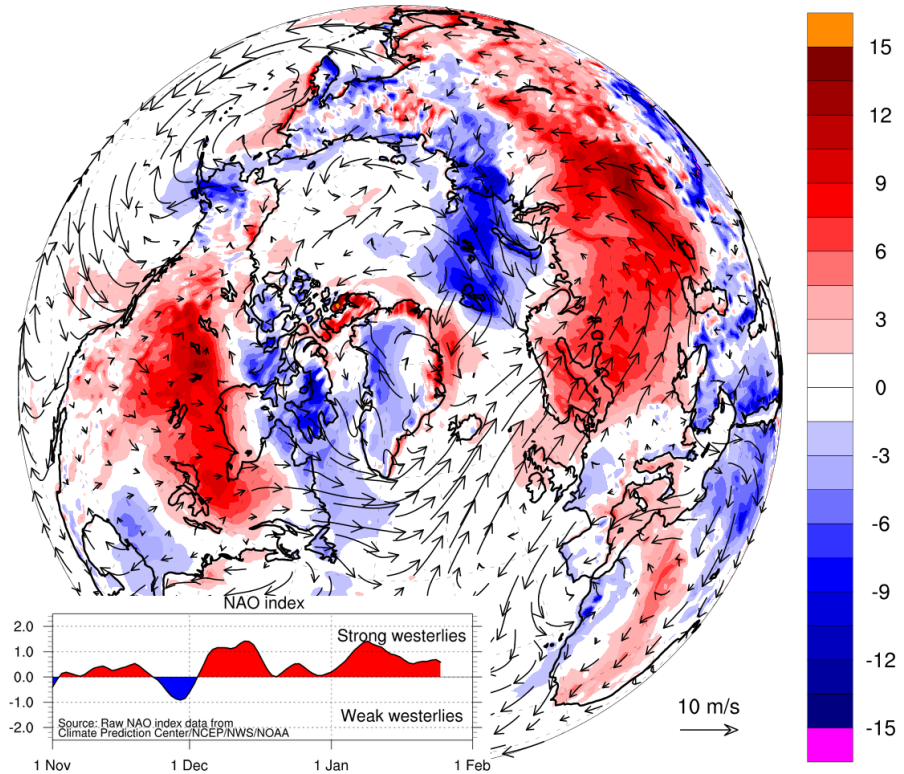 15
12
9
6
3
0
-3
-6
-9
-12
-15
10 m/s
NAO index
2.0
1.0
0.0
-1.0
-2.0
Strong westerlies
Weak westerlies
Source: Raw NAO index data from
Climate Prediction Center/NCEP/NWS/NOAA
1 Nov
1 Dec
1 Jan
1 Feb